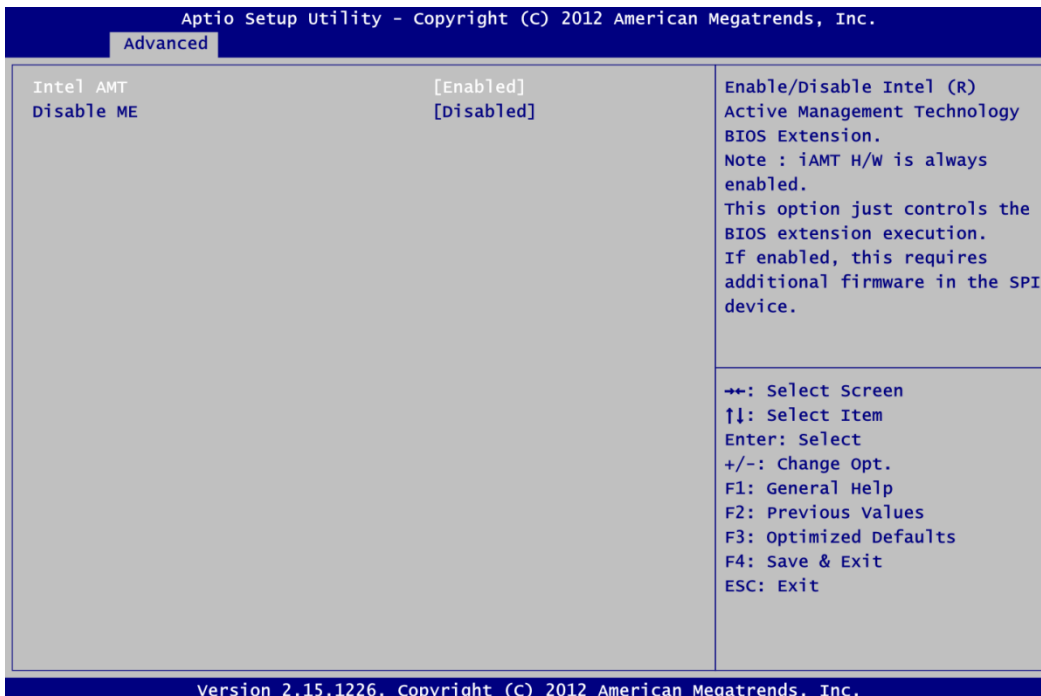 Aptio Setup Utility - Copyright (C) 2012 American Megatrends, Inc.
Advanced
Intel AMT [Enabled]
Disable ME [Disabled]
Enable/Disable Intel (R)
Active Management Technology
BIOS Extension.
Note : iAMT H/W is always
enabled.
This option just controls the
BIOS extension execution.
If enabled, this requires
additional firmware in the SPI
device.
→←: Select Screen
↑↓: Select Item
Enter: Select
+/-: Change Opt.
F1: General Help
F2: Previous Values
F3: Optimized Defaults
F4: Save & Exit
ESC: Exit
Version 2.15.1226. Copyright (C) 2012 American Megatrends, Inc.